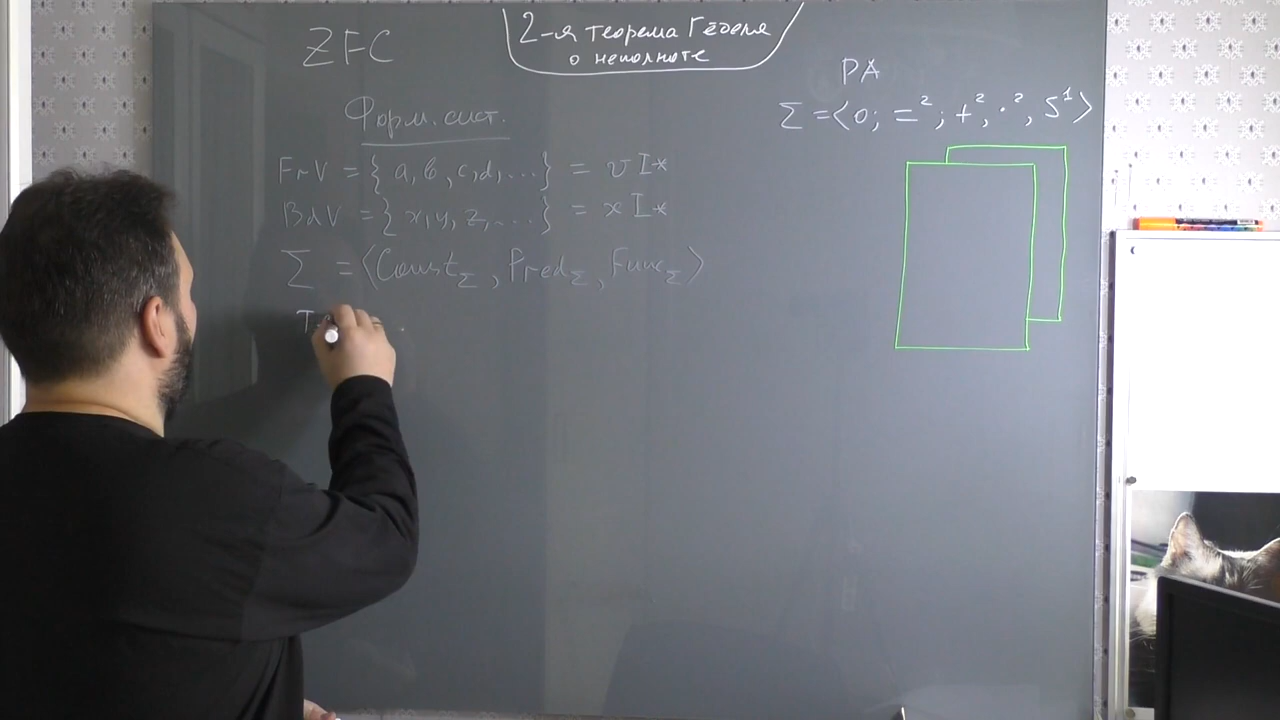 ZFC
2-я теорема Гёделя
о неполноте
PA
Σ = <0; =²; +², ·², S¹>
Форм. сист.
FrV = { a, b, c, d, ... } = v I*
BdV = { x, y, z, ... } = x I*
Σ = <Const_Σ, Pred_Σ, Func_Σ>
T